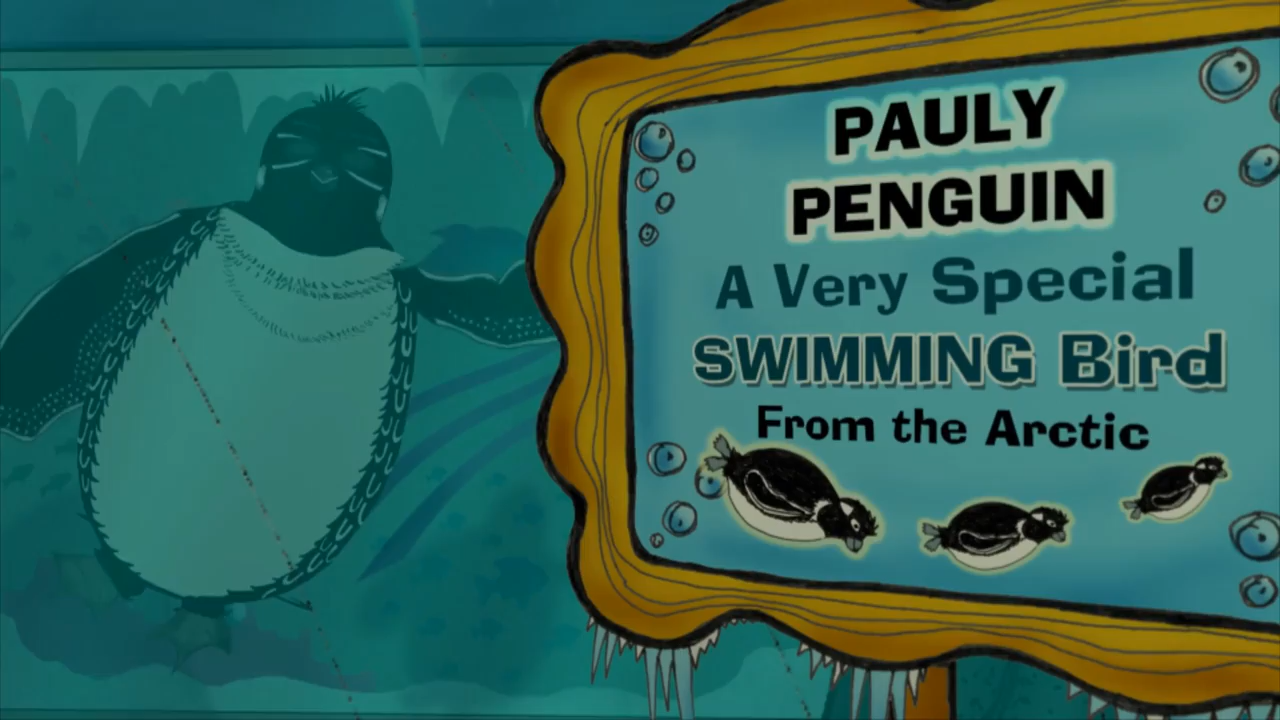 PAULY
PENGUIN
A Very Special
SWIMMING Bird
From the Arctic